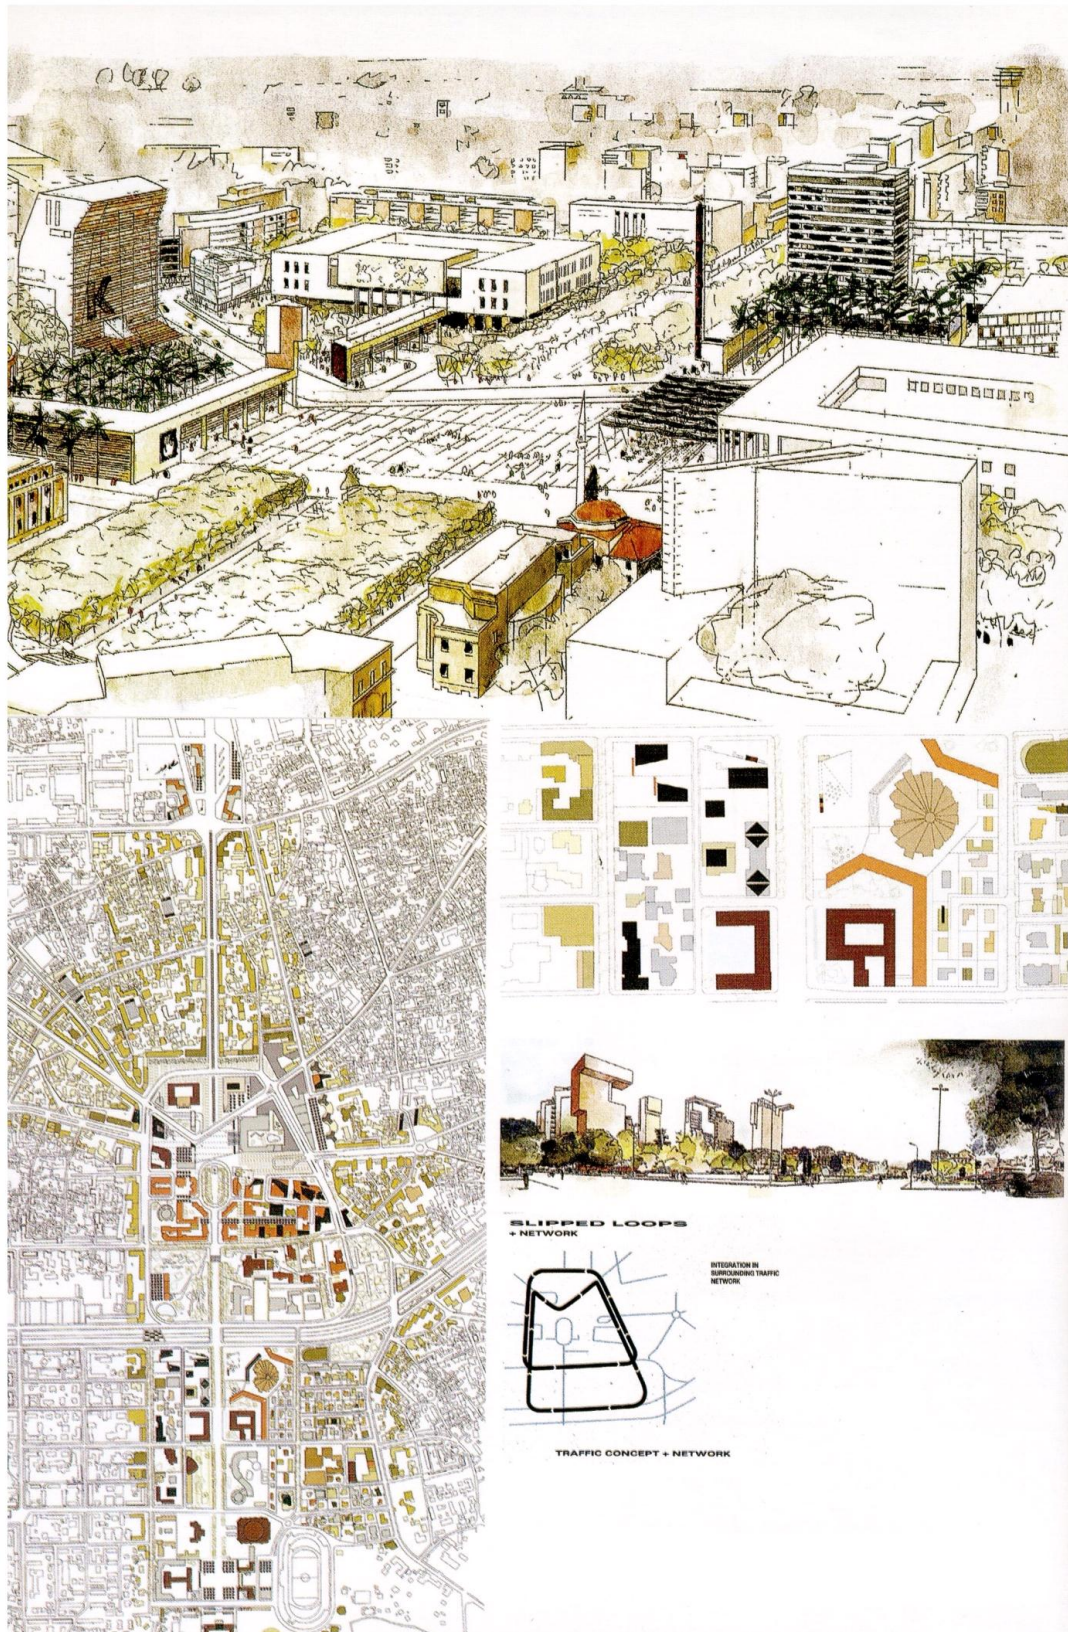 K
SLIPPED LOOPS
+ NETWORK
INTEGRATION IN
SURROUNDING TRAFFIC
NETWORK
TRAFFIC CONCEPT + NETWORK